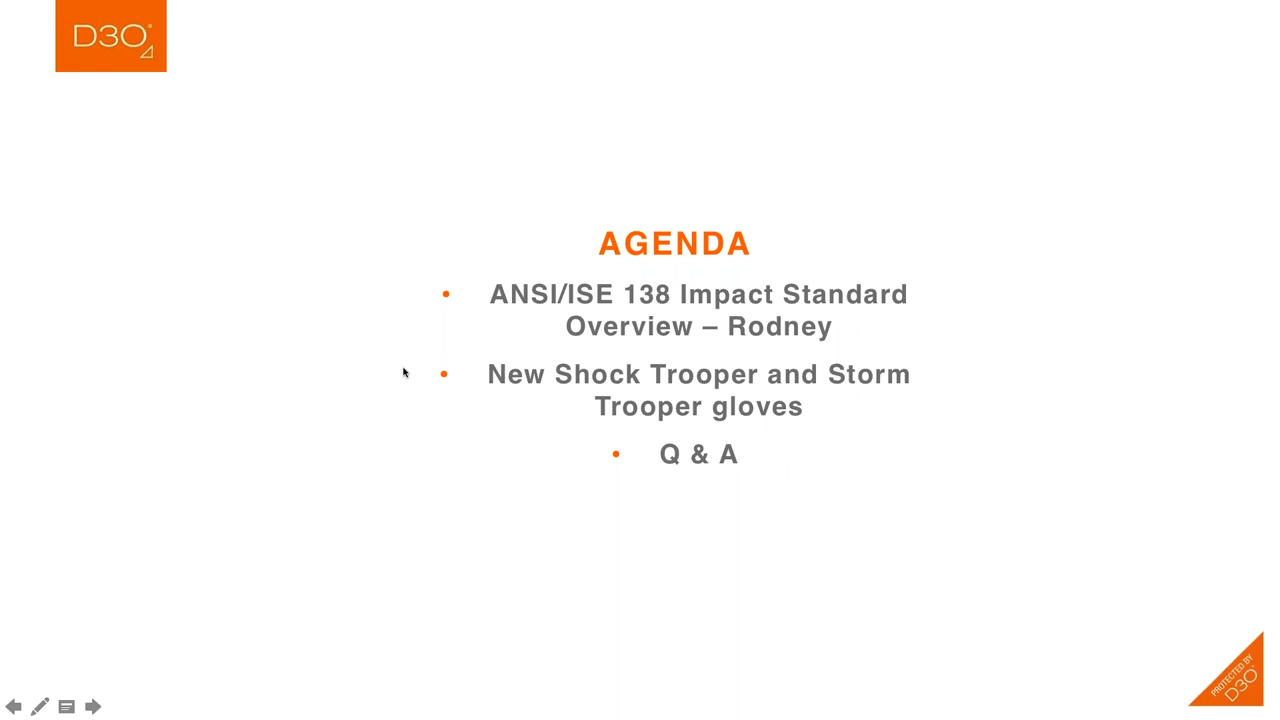 D3O
AGENDA
• ANSI/ISE 138 Impact Standard
Overview – Rodney
• New Shock Trooper and Storm
Trooper gloves
• Q & A
PROTECTED BY
D3O